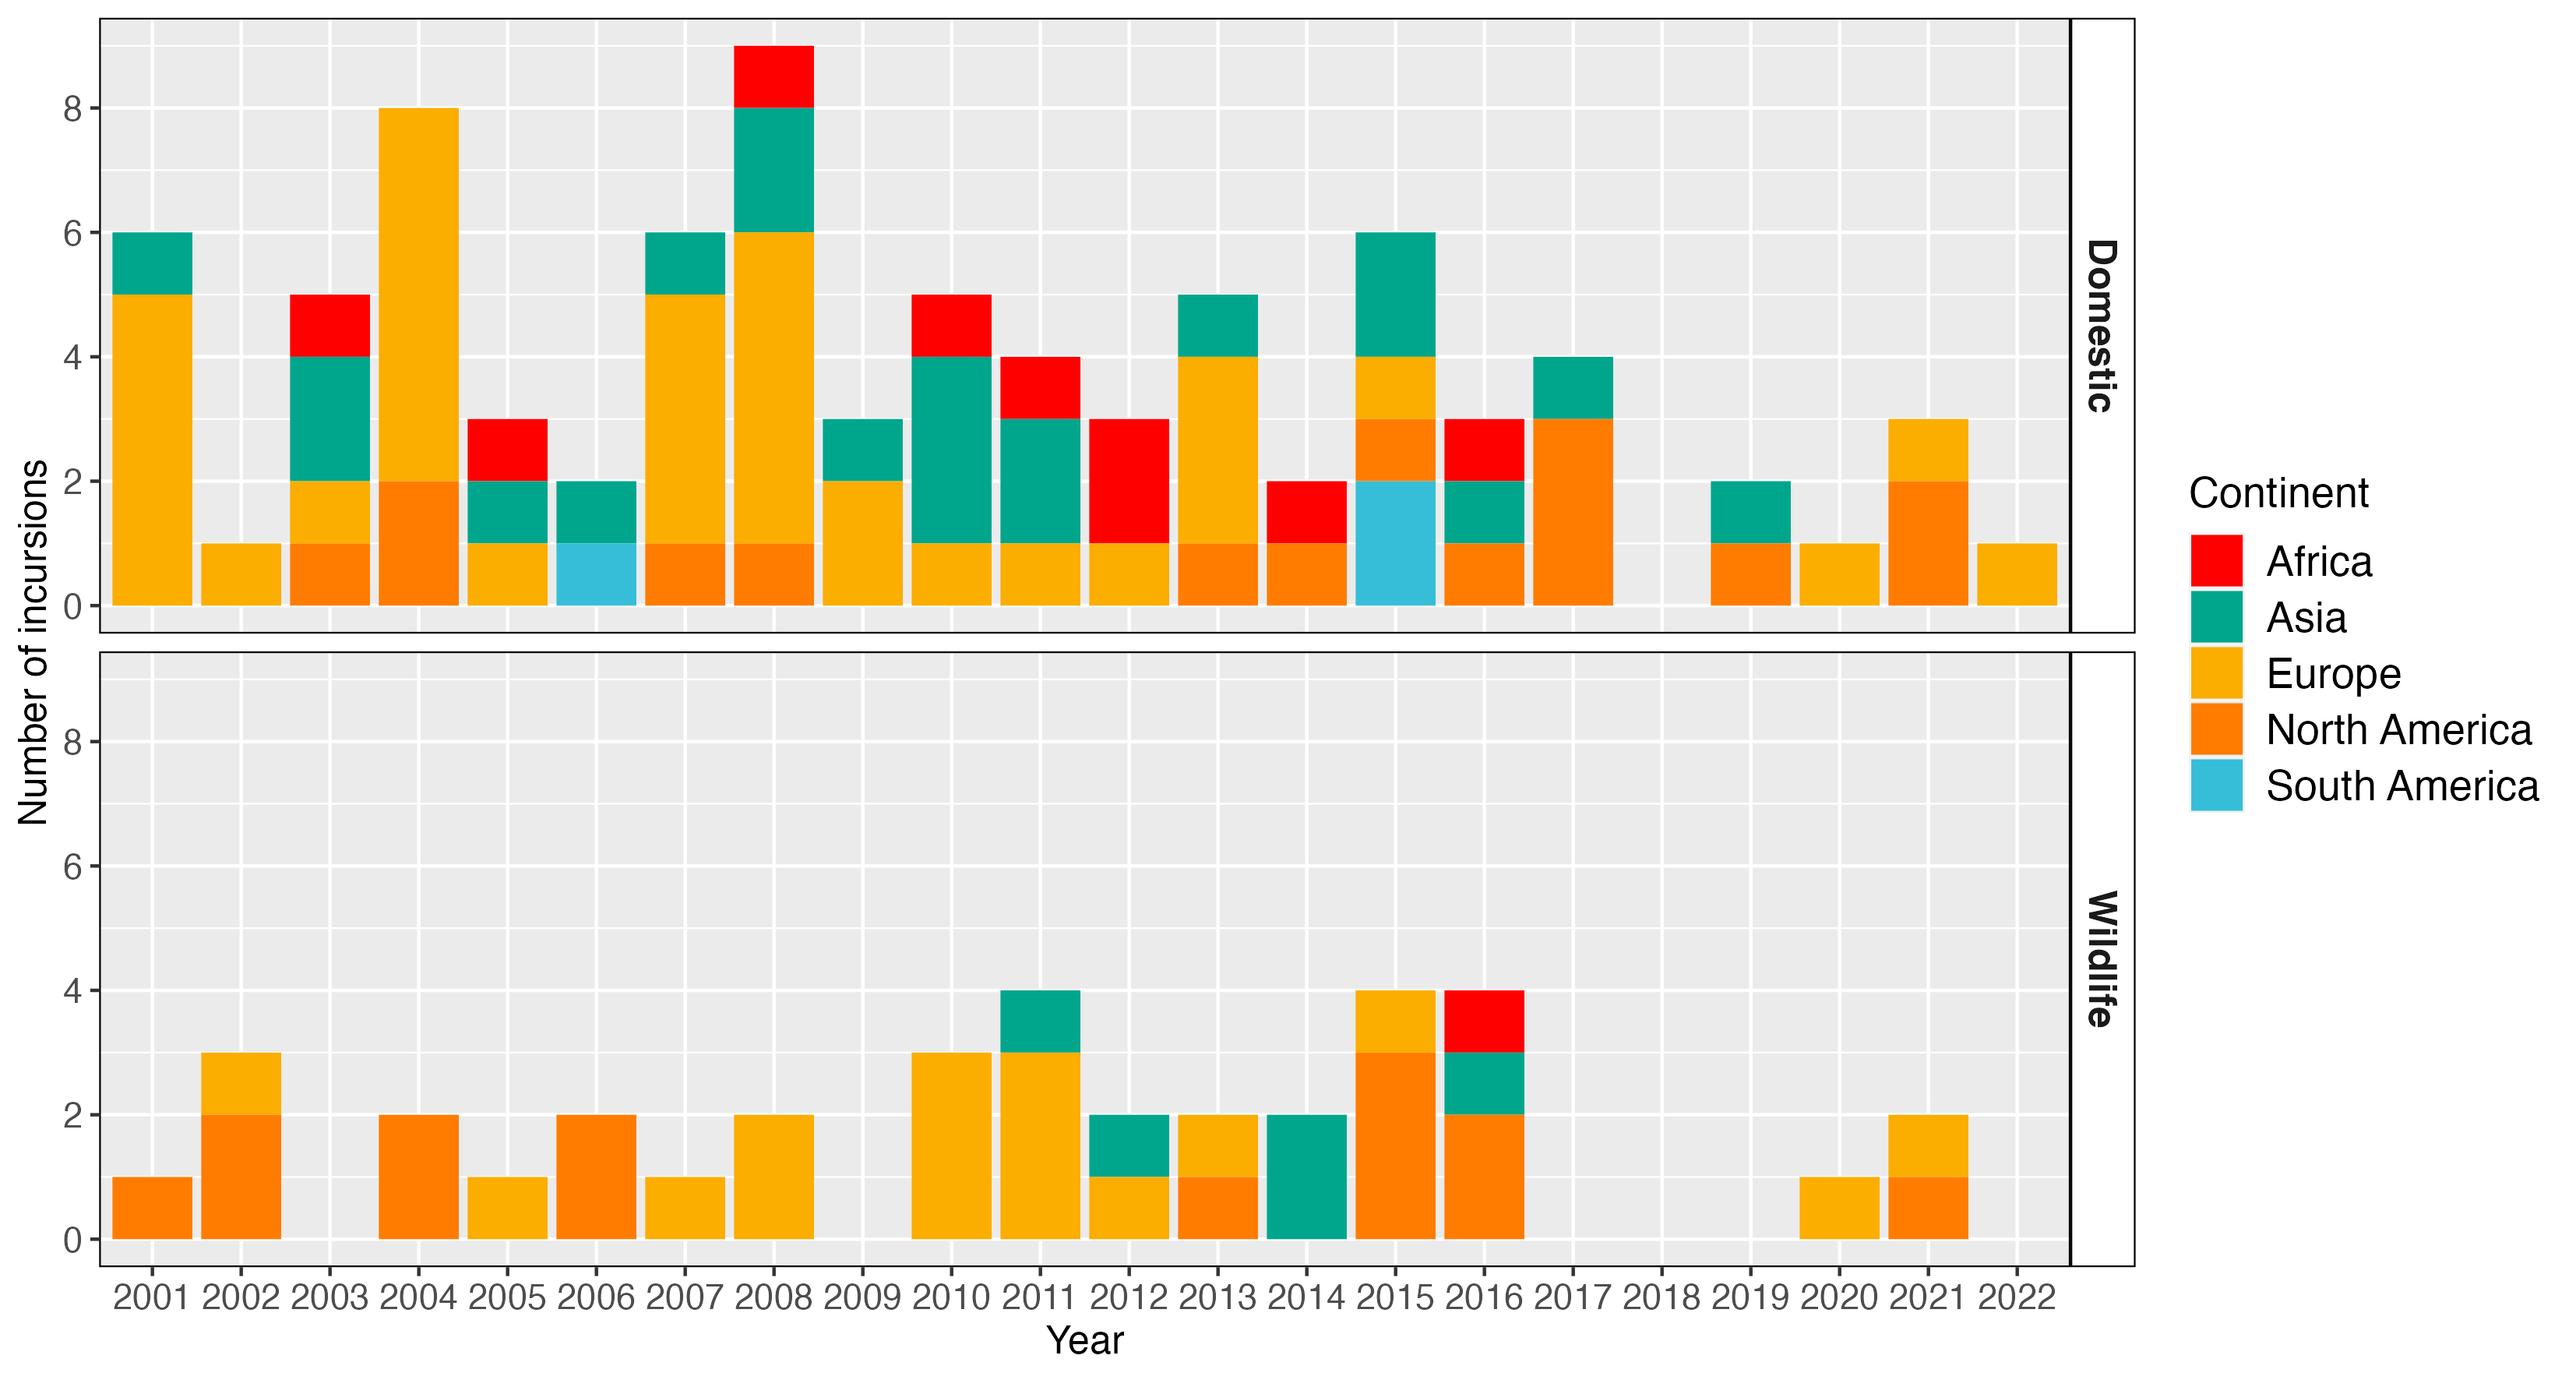 Number of incursions
8
6
4
2
0
Domestic
8
6
4
2
0
Wildlife
2001 2002 2003 2004 2005 2006 2007 2008 2009 2010 2011 2012 2013 2014 2015 2016 2017 2018 2019 2020 2021 2022
Year
Continent
Africa
Asia
Europe
North America
South America